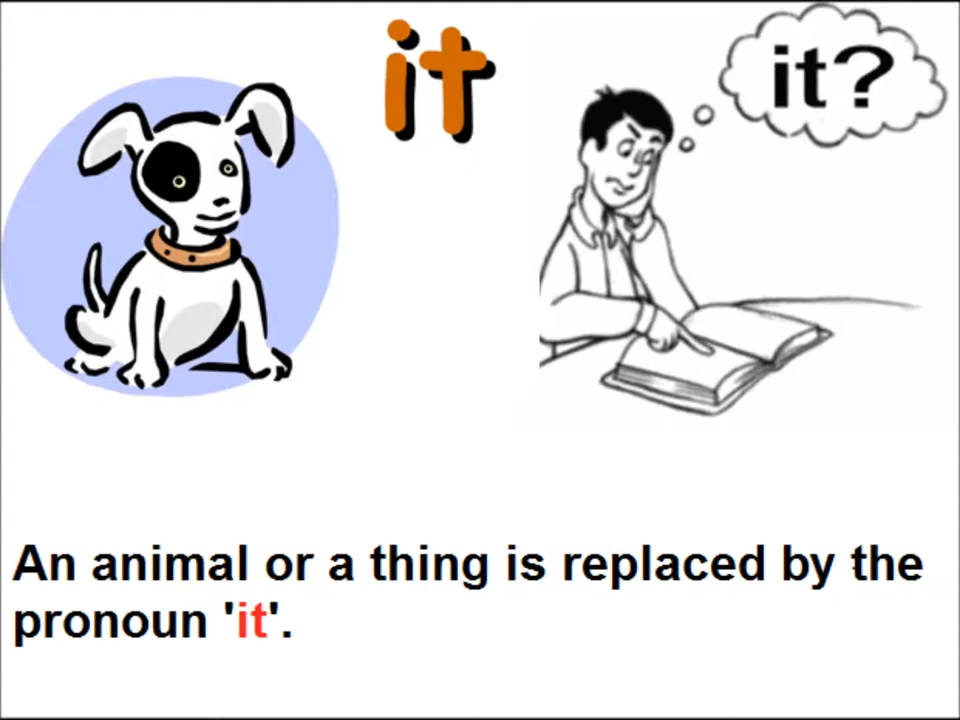 it
it?
An animal or a thing is replaced by the
pronoun 'it'.